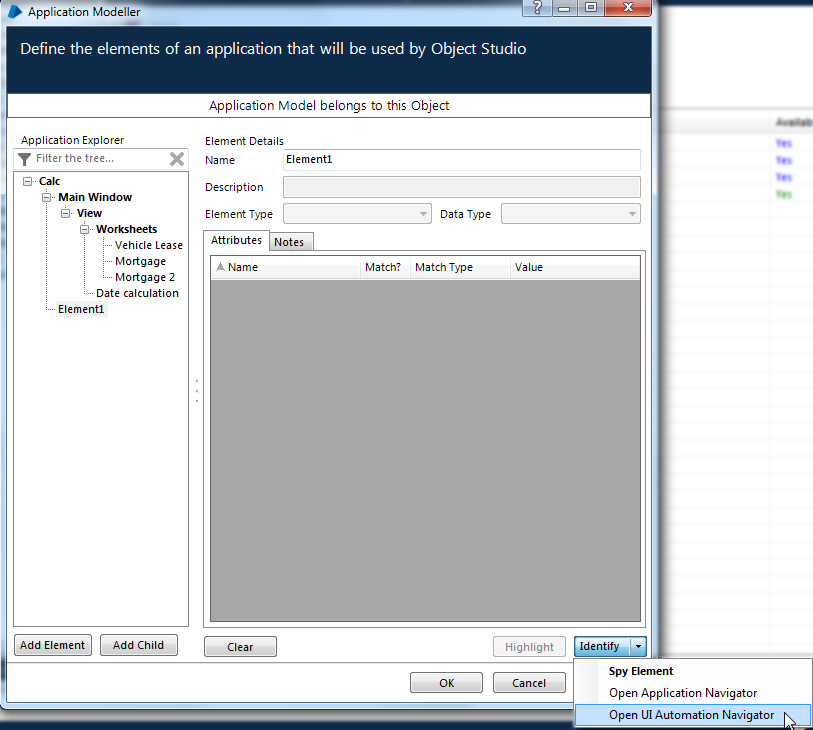 Application Modeller
?
Define the elements of an application that will be used by Object Studio
Application Model belongs to this Object
Application Explorer
Filter the tree...
Calc
Main Window
View
Worksheets
Vehicle Lease
Mortgage
Mortgage 2
Date calculation
Element1
Element Details
Name Element1
Description
Element Type Data Type
Attributes Notes
Name Match? Match Type Value
Yes
Yes
Yes
Yes
Add Element Add Child Clear Highlight Identify
OK Cancel
Spy Element
Open Application Navigator
Open UI Automation Navigator